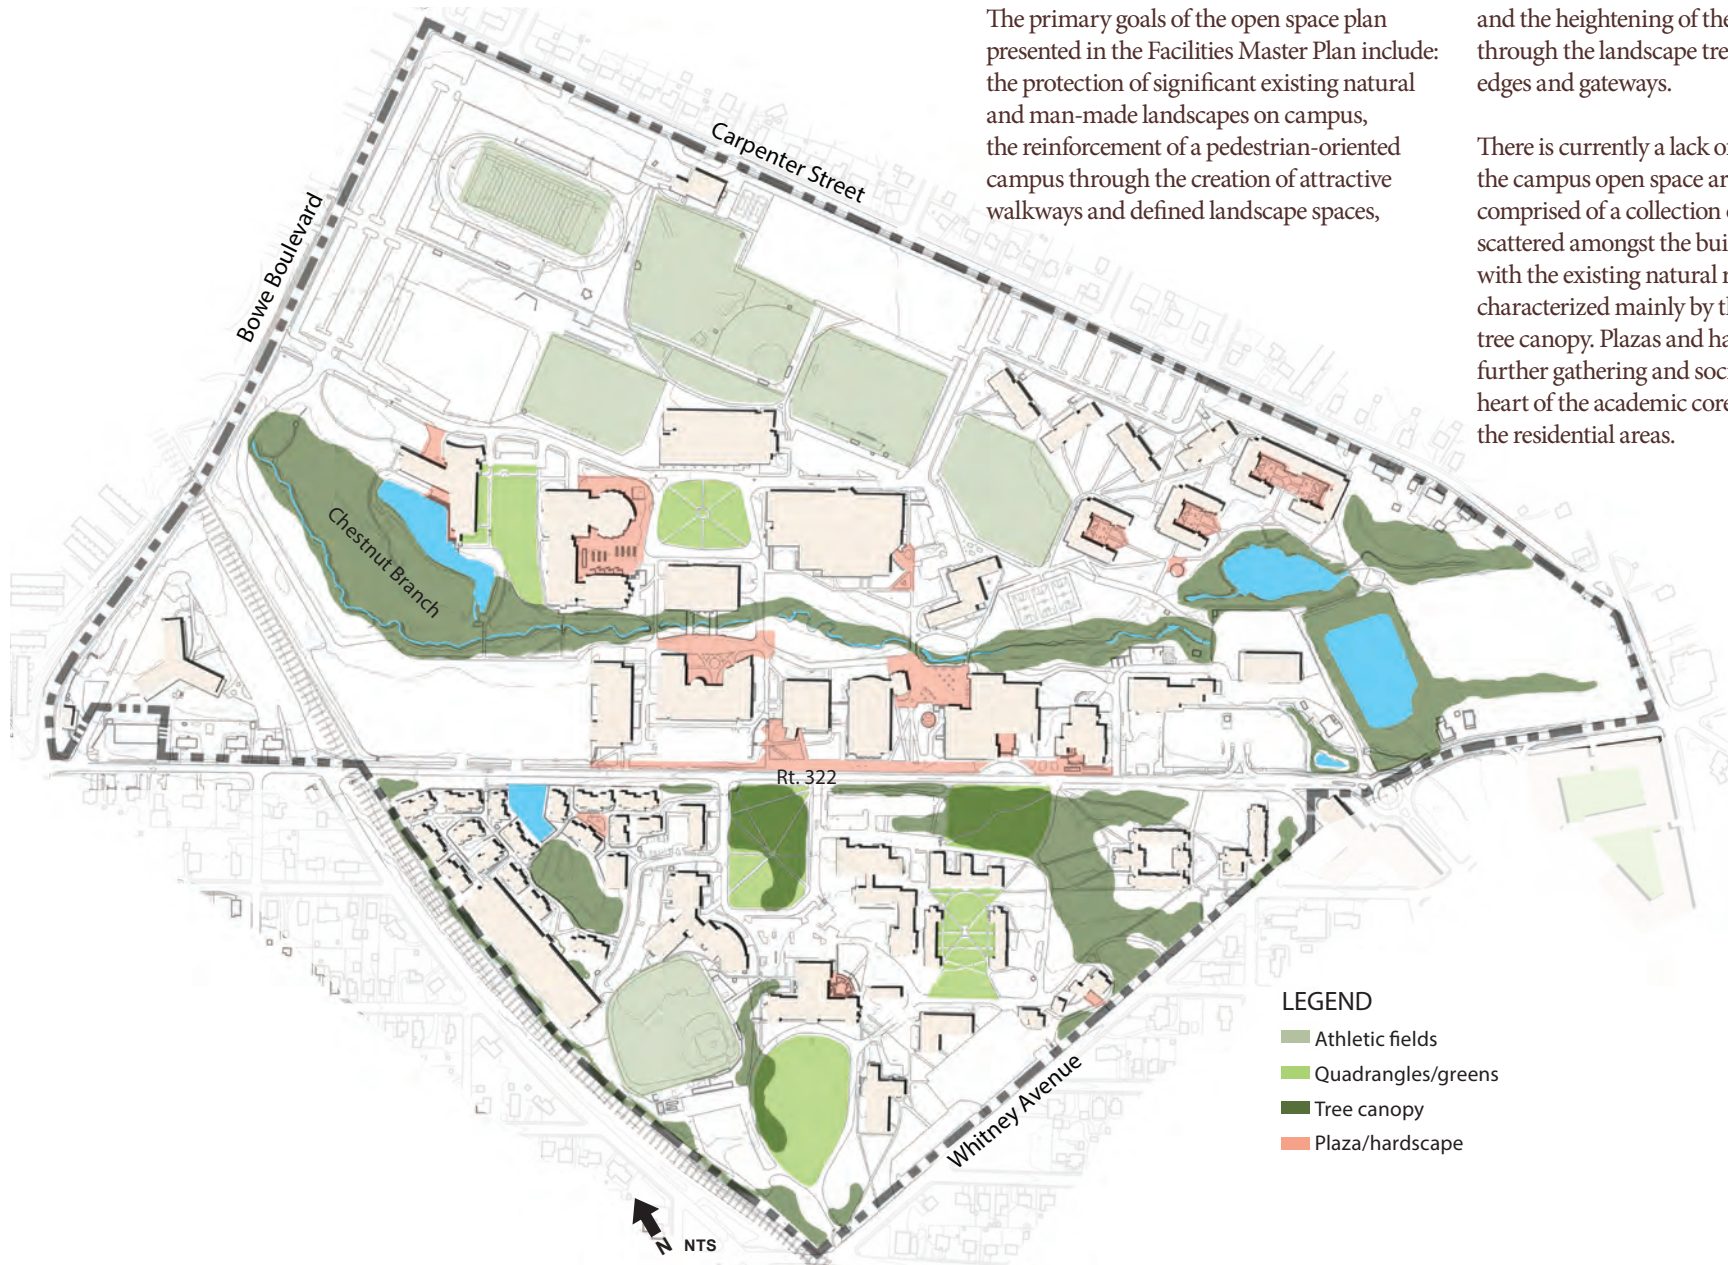 The primary goals of the open space plan
presented in the Facilities Master Plan include:
the protection of significant existing natural
and man-made landscapes on campus,
the reinforcement of a pedestrian-oriented
campus through the creation of attractive
walkways and defined landscape spaces,
and the heightening of the
through the landscape
edges and gateways.
There is currently a lack
the campus open space
comprised of a collection
scattered amongst the
with the existing natural
characterized mainly by
tree canopy. Plazas and
further gathering and
heart of the academic core
the residential areas.
Carpenter Street
Bowe Boulevard
Chestnut Branch
Rt. 322
Whitney Avenue
LEGEND
Athletic fields
Quadrangles/greens
Tree canopy
Plaza/hardscape
N NTS